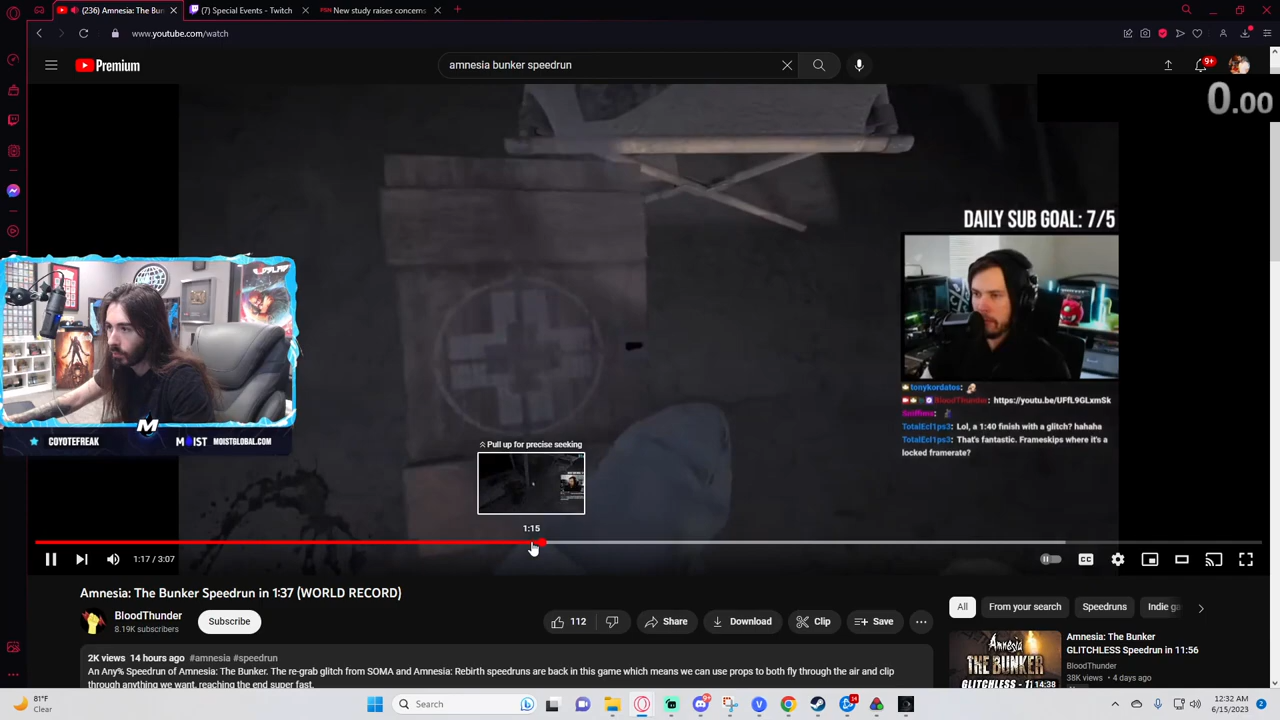 (236) Amnesia: The Bun
(7) Special Events - Twitch
FSN New study raises concerns
www.youtube.com/watch
Premium
amnesia bunker speedrun
9+
0.00
DAILY SUB GOAL: 7/5
tonykordatos:
BloodThunder: https://youtu.be/UFfL9GLxmSk
TotalEcl1ps3: Lol, a 1:40 finish with a glitch? hahaha
TotalEcl1ps3: That's fantastic. Frameskips where it's a
locked framerate?
M
COYOTEFREAK
MOIST
MOISTGLOBAL.COM
Pull up for precise seeking
1:15
1:17 / 3:07
CC
Amnesia: The Bunker Speedrun in 1:37 (WORLD RECORD)
BloodThunder
8.19K subscribers
Subscribe
112
Share
Download
Clip
Save
All
From your search
Speedruns
Indie ga
2K views 14 hours ago #amnesia #speedrun
An Any% Speedrun of Amnesia: The Bunker. The re-grab glitch from SOMA and Amnesia: Rebirth speedruns are back in this game which means we can use props to both fly through the air and clip
through anything we want, reaching the end super fast.
Amnesia
THE BUNKER
14:38
Amnesia: The Bunker
GLITCHLESS Speedrun in 11:56
BloodThunder
38K views • 4 days ago
81°F
Clear
Search
12:32 AM
6/15/2023